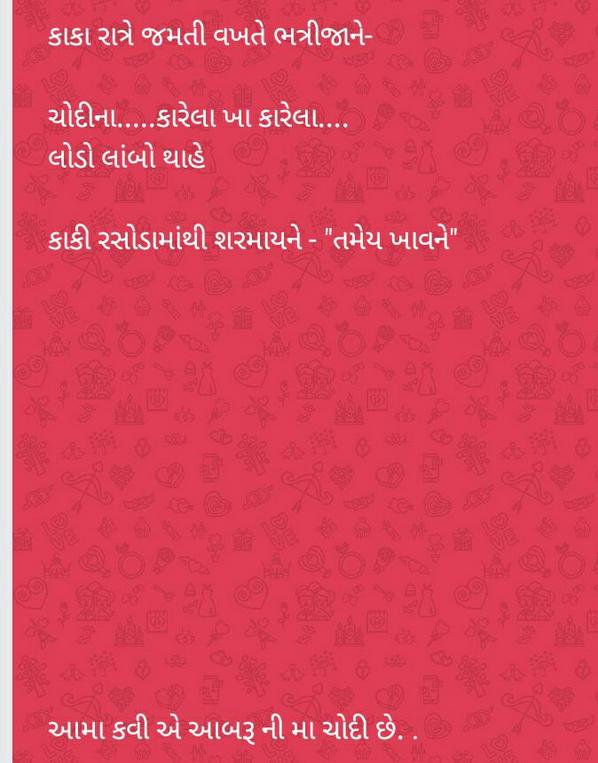 કાકા રાત્રે જમતી વખતે ભત્રીજાને-
ચોદીના.....કારેલા ખા કારેલા....
લોડો લાંબો થાહે
કાકી રસોડામાંથી શરમાયને - "તમેય ખાવને"
આમા કવી એ આબરૂ ની મા ચોદી છે. .